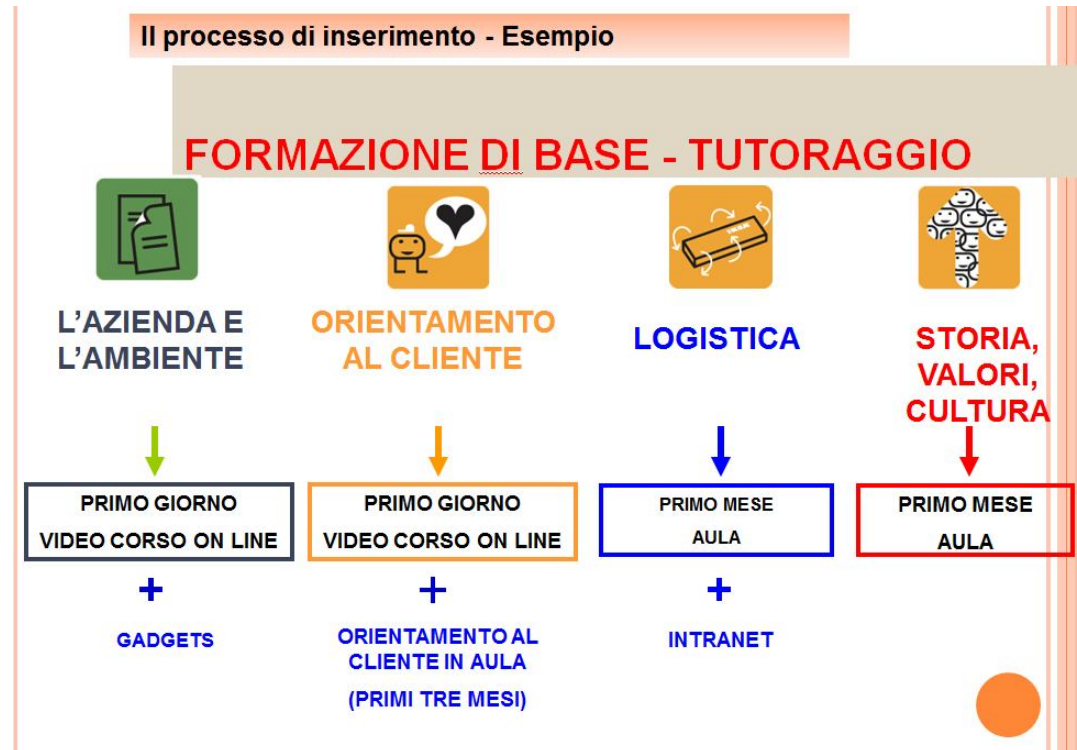 Il processo di inserimento - Esempio
FORMAZIONE DI BASE - TUTORAGGIO
L'AZIENDA E
L'AMBIENTE
ORIENTAMENTO
AL CLIENTE
LOGISTICA
STORIA,
VALORI,
CULTURA
PRIMO GIORNO
VIDEO CORSO ON LINE
PRIMO GIORNO
VIDEO CORSO ON LINE
PRIMO MESE
AULA
PRIMO MESE
AULA
+
GADGETS
+
ORIENTAMENTO AL
CLIENTE IN AULA
(PRIMI TRE MESI)
+
INTRANET